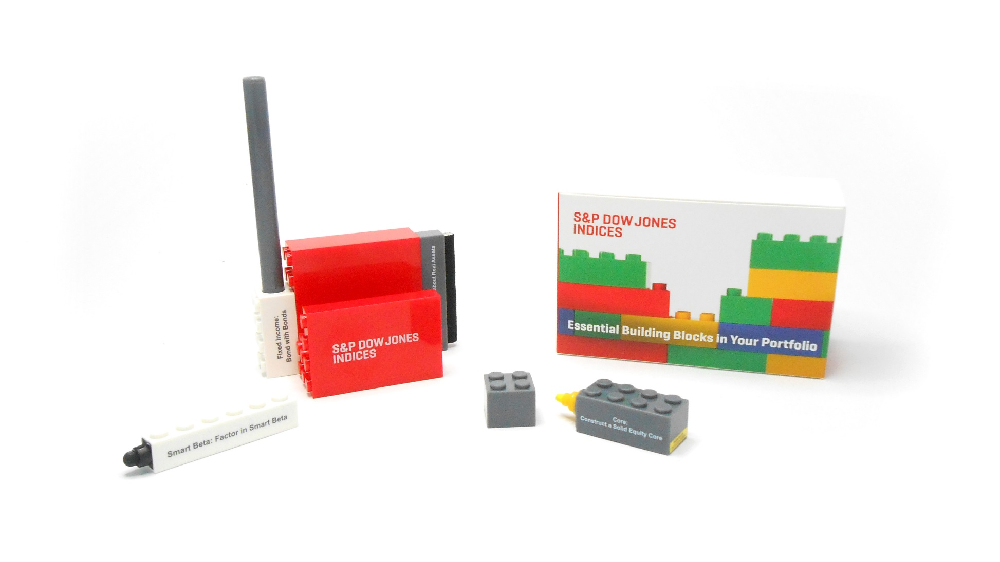 Fixed Income:
Bond with Bonds
about Real Assets
S&P DOW JONES
INDICES
Smart Beta: Factor in Smart Beta
S&P DOW JONES
INDICES
Essential Building Blocks in Your Portfolio
Core:
Construct a Solid Equity Core